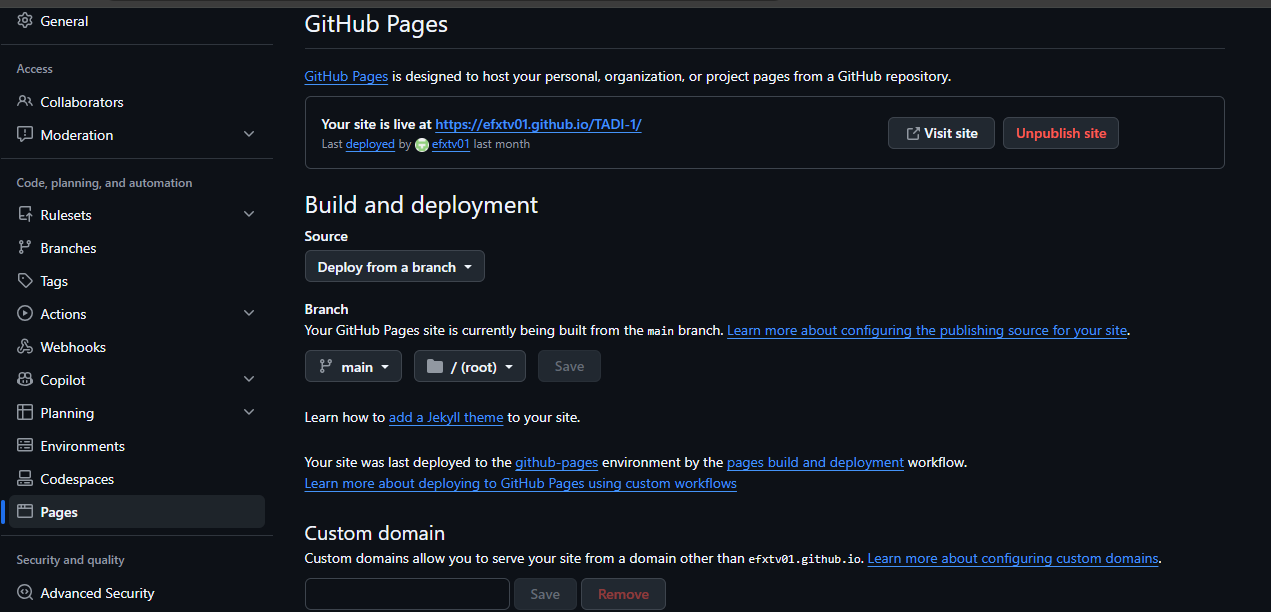 General
Access
Collaborators
Moderation
Code, planning, and automation
Rulesets
Branches
Tags
Actions
Webhooks
Copilot
Planning
Environments
Codespaces
Pages
Security and quality
Advanced Security
GitHub Pages
GitHub Pages is designed to host your personal, organization, or project pages from a GitHub repository.
Your site is live at https://efxtv01.github.io/TADI-1/
Last deployed by efxtv01 last month
Visit site
Unpublish site
Build and deployment
Source
Deploy from a branch
Branch
Your GitHub Pages site is currently being built from the main branch. Learn more about configuring the publishing source for your site.
main
/ (root)
Save
Learn how to add a Jekyll theme to your site.
Your site was last deployed to the github-pages environment by the pages build and deployment workflow.
Learn more about deploying to GitHub Pages using custom workflows
Custom domain
Custom domains allow you to serve your site from a domain other than efxtv01.github.io. Learn more about configuring custom domains.
Save
Remove